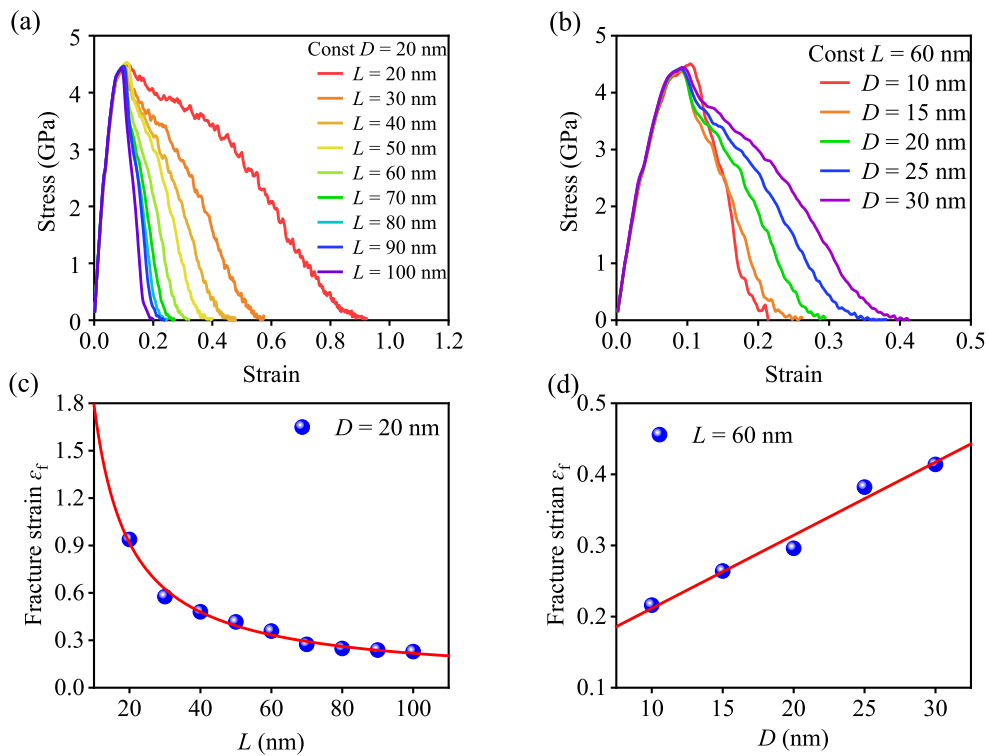 (a)
5
4
3
2
1
0
Stress (GPa)
0.0 0.2 0.4 0.6 0.8 1.0 1.2
Strain
Const D = 20 nm
L = 20 nm
L = 30 nm
L = 40 nm
L = 50 nm
L = 60 nm
L = 70 nm
L = 80 nm
L = 90 nm
L = 100 nm
(b)
5
4
3
2
1
0
Stress (GPa)
0.0 0.1 0.2 0.3 0.4 0.5
Strain
Const L = 60 nm
D = 10 nm
D = 15 nm
D = 20 nm
D = 25 nm
D = 30 nm
(c)
1.8
1.5
1.2
0.9
0.6
0.3
0.0
Fracture strain εf
20 40 60 80 100
L (nm)
D = 20 nm
(d)
0.5
0.4
0.3
0.2
0.1
Fracture strian εf
10 15 20 25 30
D (nm)
L = 60 nm